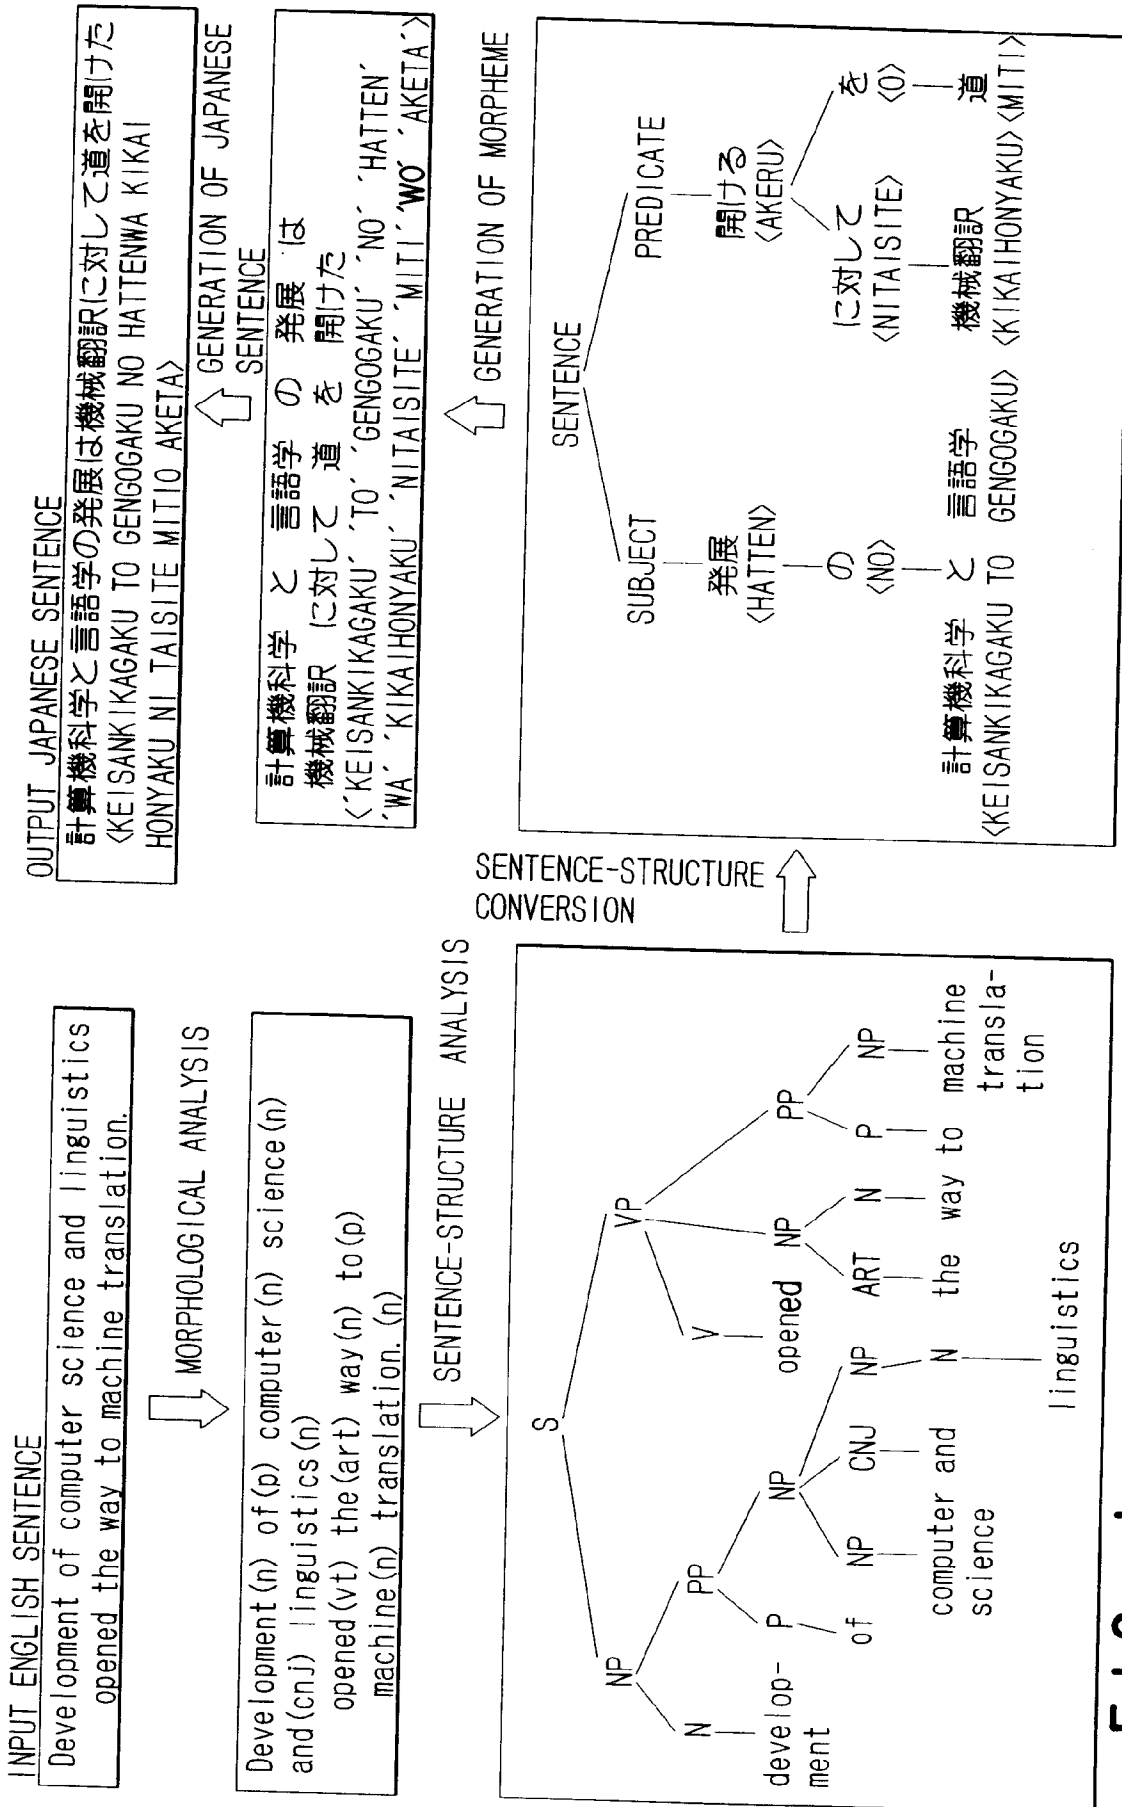 INPUT ENGLISH SENTENCE
Development of computer science and linguistics
opened the way to machine translation.
MORPHOLOGICAL ANALYSIS
Development(n) of(p) computer(n) science(n)
and(cnj) linguistics(n)
opened(vt) the(art) way(n) to(p)
machine(n) translation.(n)
SENTENCE-STRUCTURE ANALYSIS
S
NP VP
N PP V NP PP
develop-
ment
P NP opened ART N P NP
of NP CNJ NP the way to machine
transla-
tion
computer and N
science
linguistics
SENTENCE-STRUCTURE
CONVERSION
OUTPUT JAPANESE SENTENCE
計算機科学と言語学の発展は機械翻訳に対して道を開けた
<KEISANKIKAGAKU TO GENGOGAKU NO HATTENWA KIKAI
HONYAKU NI TAISITE MITIO AKETA>
GENERATION OF JAPANESE
SENTENCE
計算機科学 と 言語学 の 発展 は
機械翻訳 に対して 道 を 開けた
<´KEISANKIKAGAKU´ ´TO´ ´GENGOGAKU´ ´NO´ ´HATTEN´
´WA´ ´KIKAIHONYAKU´ ´NITAISITE´ ´MITI´ ´WO´ ´AKETA´>
GENERATION OF MORPHEME
SENTENCE
SUBJECT PREDICATE
発展 開ける
<HATTEN> <AKERU>
の に対して を
<NO> <NITAISITE> <O>
計算機科学 と 言語学 機械翻訳 道
<KEISANKIKAGAKU TO GENGOGAKU> <KIKAIHONYAKU> <MITI>